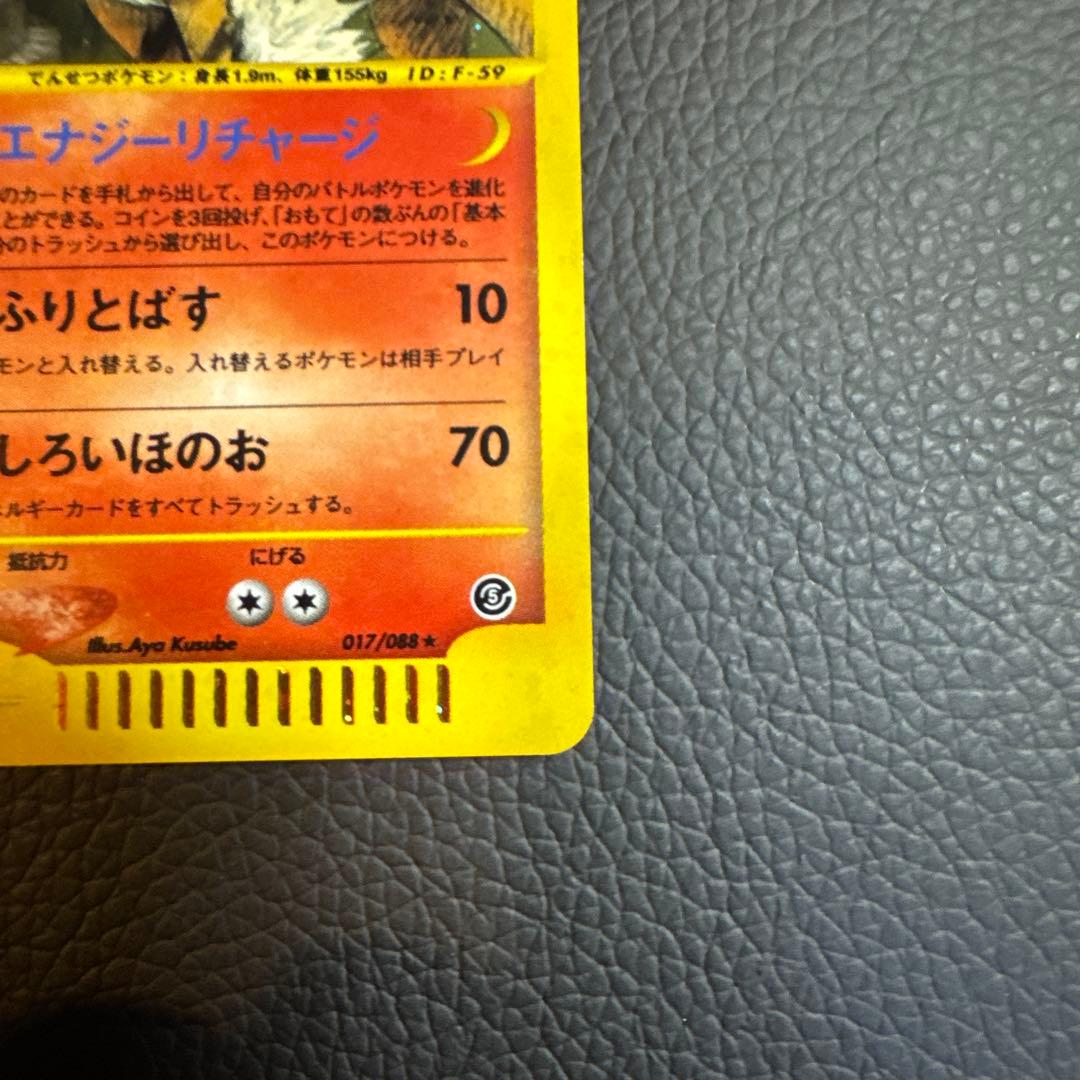 でんせつポケモン：身長1.9m、体重155kg ID:F-59
エナジーリチャージ
のカードを手札から出して、自分のバトルポケモンを進化
とができる。コインを3回投げ、「おもて」の数ぶんの「基本
分のトラッシュから選び出し、このポケモンにつける。
ふりとばす 10
モンと入れ替える。入れ替えるポケモンは相手プレイ
しろいほのお 70
ネルギーカードをすべてトラッシュする。
抵抗力 にげる
5
Illus.Aya Kusube 017/088★